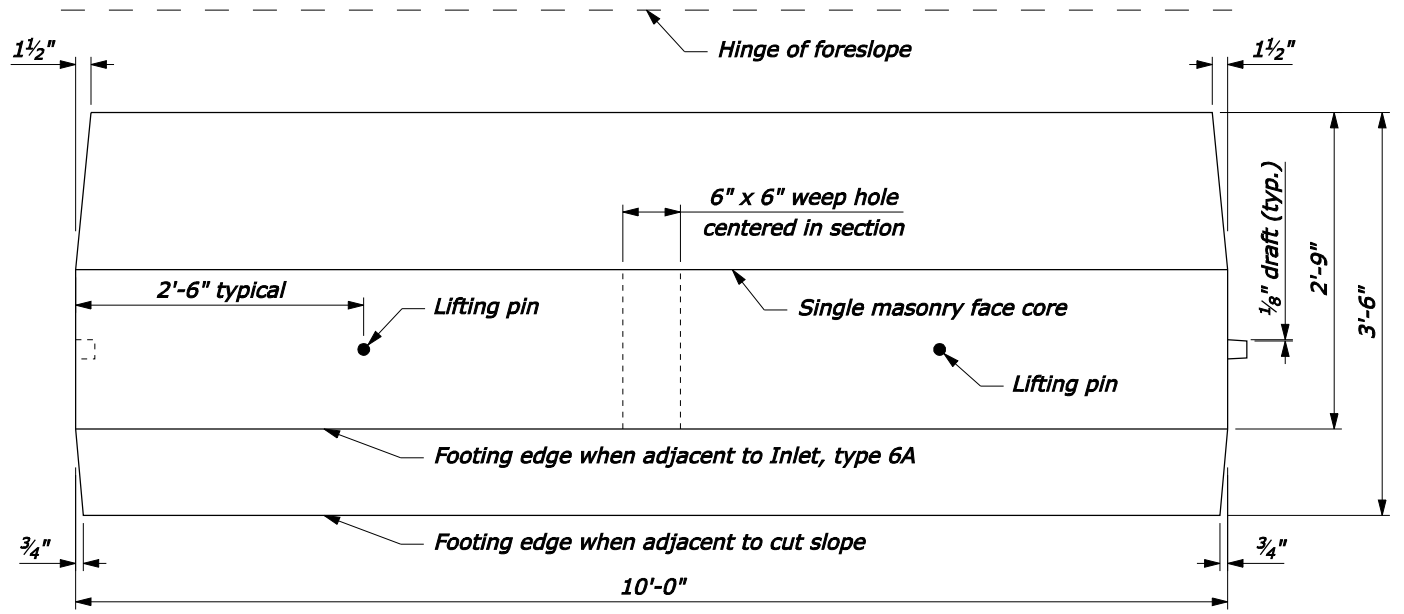 Hinge of foreslope
1½"
1½"
6" x 6" weep hole
centered in section
⅛" draft (typ.)
2'-9"
3'-6"
2'-6" typical
Lifting pin
Single masonry face core
Lifting pin
Footing edge when adjacent to Inlet, type 6A
Footing edge when adjacent to cut slope
¾"
¾"
10'-0"